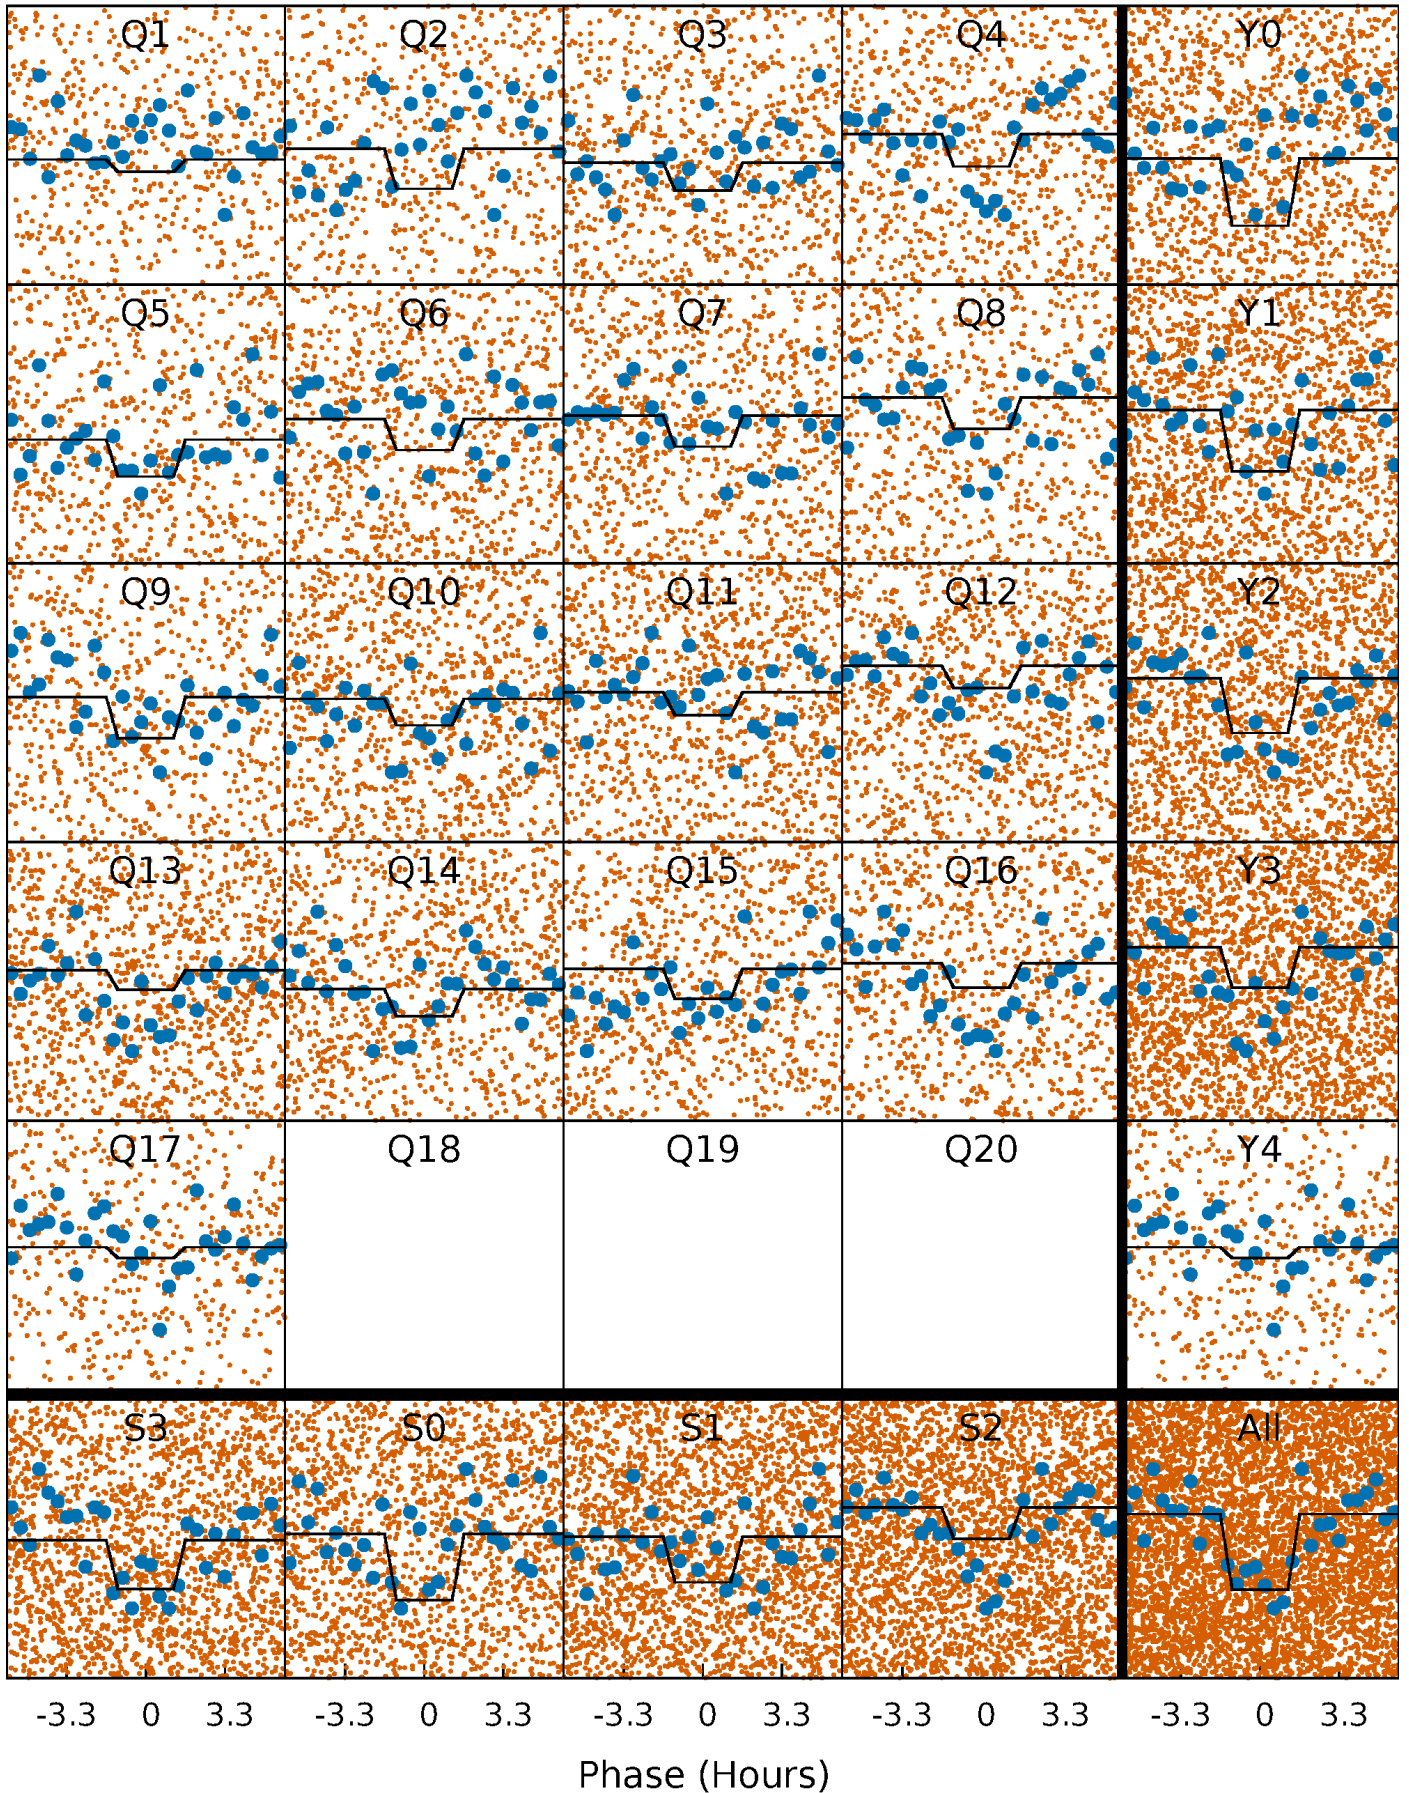 Q1 Q2 Q3 Q4 Y0
Q5 Q6 Q7 Q8 Y1
Q9 Q10 Q11 Q12 Y2
Q13 Q14 Q15 Q16 Y3
Q17 Q18 Q19 Q20 Y4
S3 S0 S1 S2 All
-3.3 0 3.3 -3.3 0 3.3 -3.3 0 3.3 -3.3 0 3.3 -3.3 0 3.3
Phase (Hours)